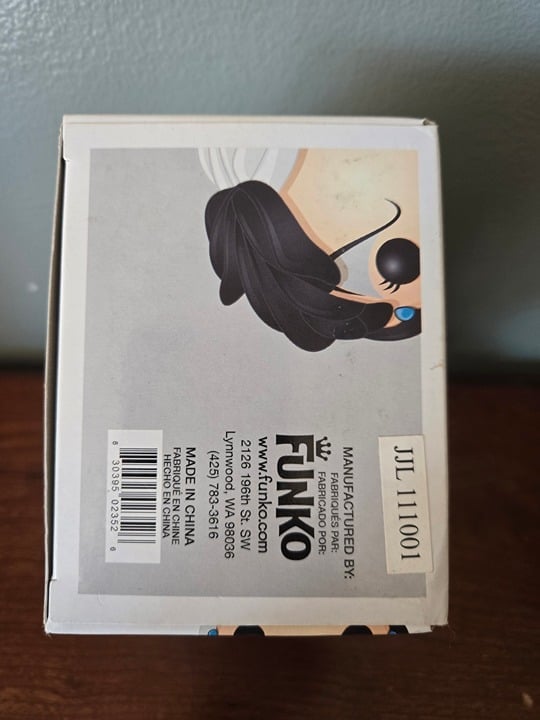 JJL 111001
MANUFACTURED BY:
FABRIQUÉS PAR:
FABRICADO POR:
FUNKO
www.funko.com
2126 196th St. SW
Lynnwood, WA 98036
(425) 783-3616
MADE IN CHINA
FABRIQUÉ EN CHINE
HECHO EN CHINA
8 30395 02352 6